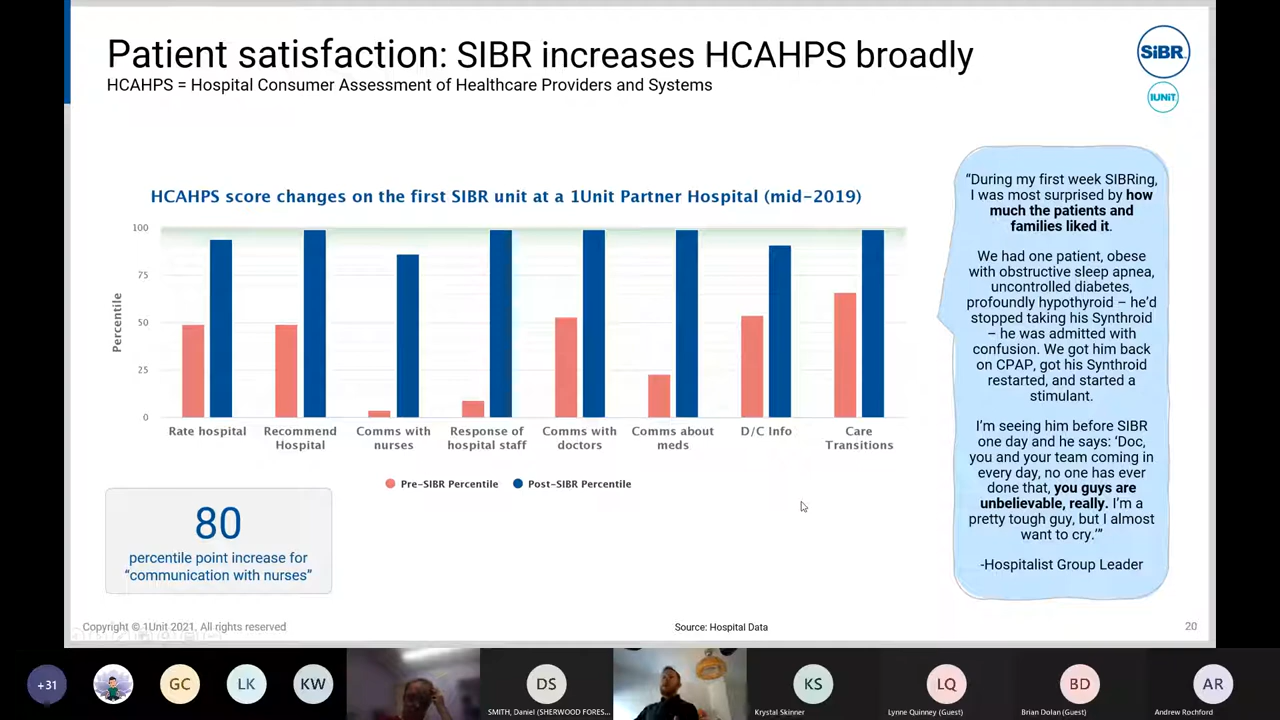 Patient satisfaction: SIBR increases HCAHPS broadly
HCAHPS = Hospital Consumer Assessment of Healthcare Providers and Systems
SiBR
1UNiT
HCAHPS score changes on the first SIBR unit at a 1Unit Partner Hospital (mid-2019)
Percentile
100
75
50
25
0
Rate hospital
Recommend
Hospital
Comms with
nurses
Response of
hospital staff
Comms with
doctors
Comms about
meds
D/C Info
Care
Transitions
Pre-SIBR Percentile
Post-SIBR Percentile
80
percentile point increase for
“communication with nurses”
"During my first week SIBRing,
I was most surprised by how
much the patients and
families liked it.
We had one patient, obese
with obstructive sleep apnea,
uncontrolled diabetes,
profoundly hypothyroid – he’d
stopped taking his Synthroid
– he was admitted with
confusion. We got him back
on CPAP, got his Synthroid
restarted, and started a
stimulant.
I’m seeing him before SIBR
one day and he says: ‘Doc,
you and your team coming in
every day, no one has ever
done that, you guys are
unbelievable, really. I’m a
pretty tough guy, but I almost
want to cry.’”
-Hospitalist Group Leader
Copyright © 1Unit 2021, All rights reserved
Source: Hospital Data
20
+31
GC
LK
KW
DS
SMITH, Daniel (SHERWOOD FORES...
KS
Krystal Skinner
LQ
Lynne Quinney (Guest)
BD
Brian Dolan (Guest)
AR
Andrew Rochford